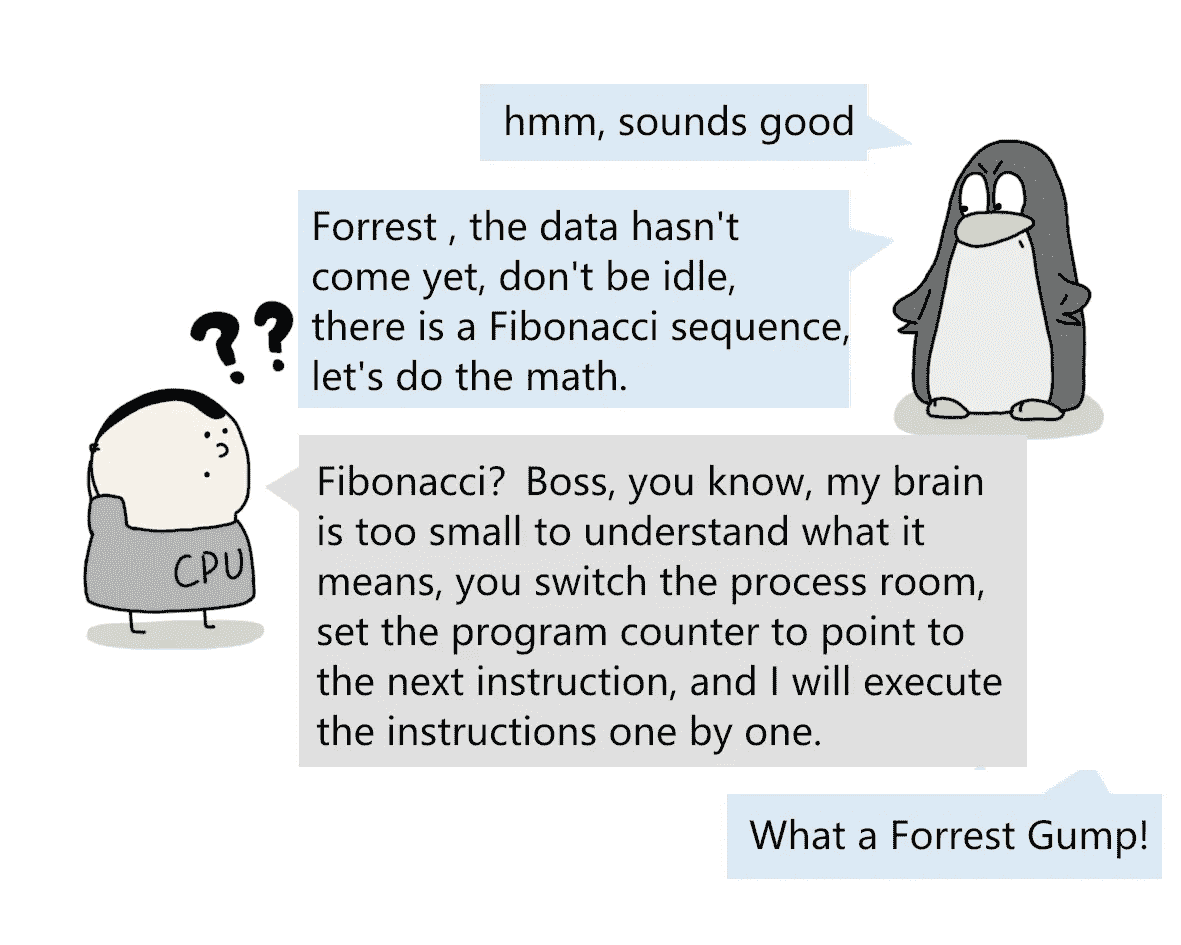 hmm, sounds good
Forrest , the data hasn't
come yet, don't be idle,
there is a Fibonacci sequence,
let's do the math.
??
CPU
Fibonacci? Boss, you know, my brain
is too small to understand what it
means, you switch the process room,
set the program counter to point to
the next instruction, and I will execute
the instructions one by one.
What a Forrest Gump!